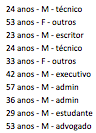 24 anos - M - técnico
53 anos - F - outros
23 anos - M - escritor
24 anos - M - técnico
33 anos - F - outros
42 anos - M - executivo
57 anos - M - admin
36 anos - M - admin
29 anos - M - estudante
53 anos - M - advogado